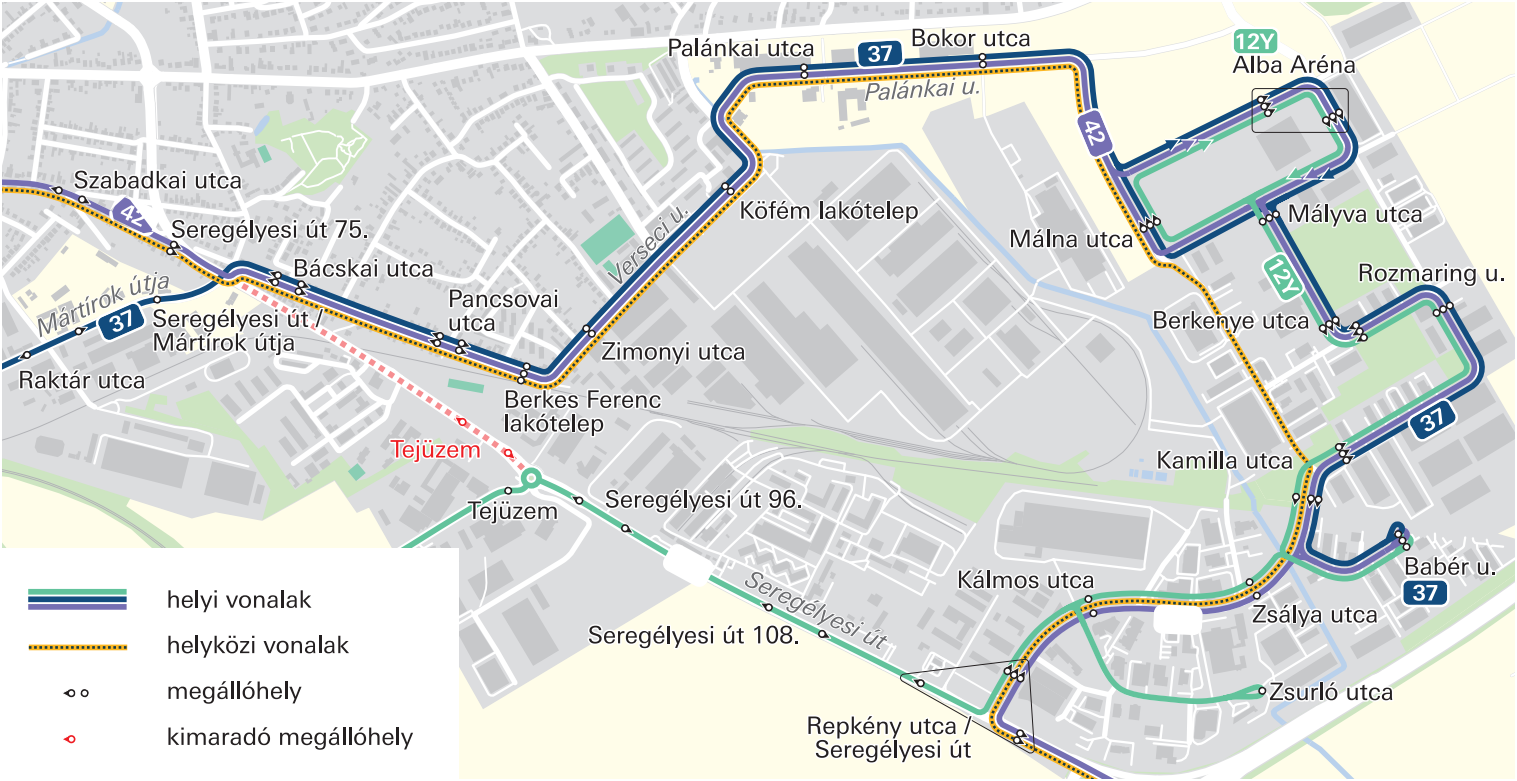 Palánkai utca
37
Bokor utca
12Y
Alba Aréna
Palánkai u.
42
Szabadkai utca
42
Seregélyesi út 75.
Köfém lakótelep
Málna utca
Mályva utca
Verseci u.
Bácskai utca
12Y
Rozmaring u.
Mártírok útja
37
Seregélyesi út /
Mártírok útja
Pancsovai
utca
Berkenye utca
Zimonyi utca
Raktár utca
Berkes Ferenc
lakótelep
37
Tejüzem
Kamilla utca
Tejüzem
Seregélyesi út 96.
Babér u.
37
Kálmos utca
Seregélyesi út
Zsálya utca
Seregélyesi út 108.
Zsurló utca
Repkény utca /
Seregélyesi út
helyi vonalak
helyközi vonalak
megállóhely
kimaradó megállóhely